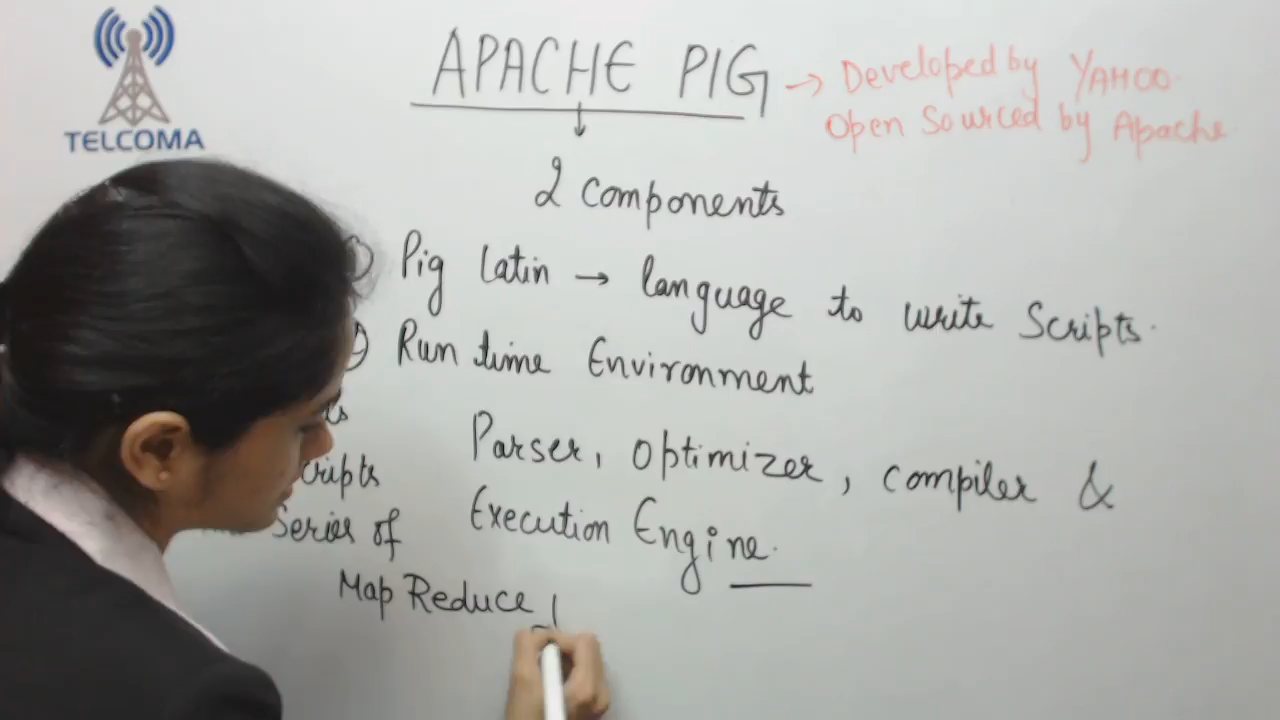 TELCOMA
APACHE PIG → Developed by YAHOO.
Open Sourced by Apache
2 Components
Pig Latin → language to write Scripts.
Run time Environment
Parser, Optimizer, Compiler &
Execution Engine.
Series of
Map Reduce